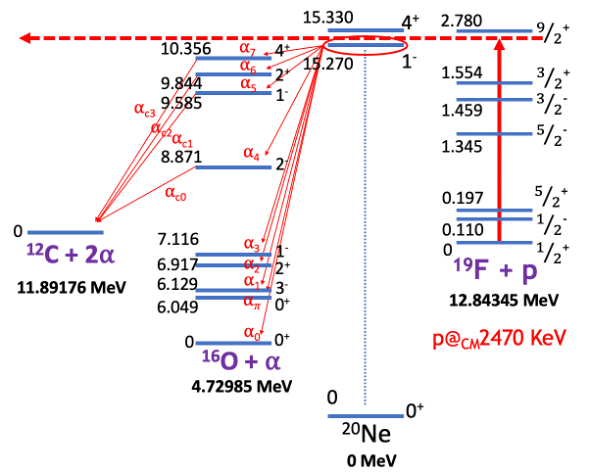 15.330 4⁺
15.270 1⁻
10.356 α₇ 4⁺
α₆
9.844 2⁺
α₅
9.585 1⁻
α꜀₃
α꜀₂ α꜀₁
8.871 α₄ 2⁻
α꜀₀
0
¹²C + 2α
11.89176 MeV
7.116 α₃ 1⁻
6.917 α₂ 2⁺
6.129 α₁ 3⁻
6.049 απ 0⁺
0 α₀ 0⁺
¹⁶O + α
4.72985 MeV
0 0⁺
²⁰Ne
0 MeV
2.780 9/2⁺
1.554 3/2⁺
1.459 3/2⁻
1.345 5/2⁻
0.197 5/2⁺
0.110 1/2⁻
0 1/2⁺
¹⁹F + p
12.84345 MeV
p@CM2470 KeV